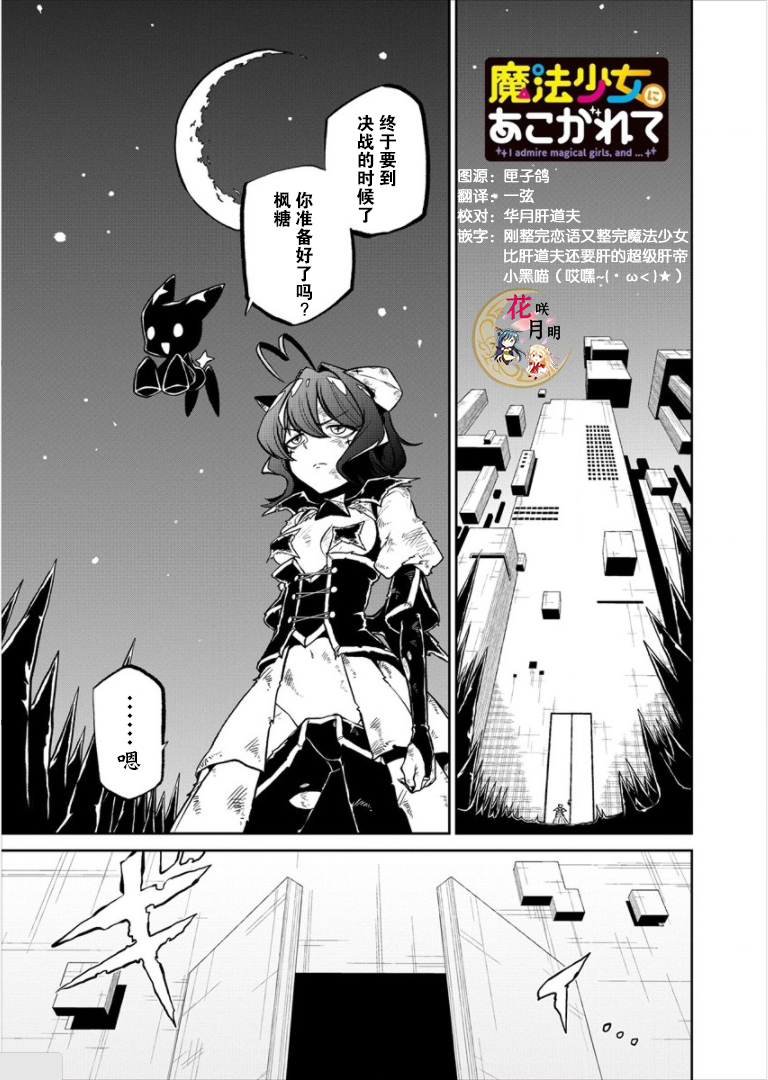 魔法少女に
あこがれて
I admire magical girls, and ...
图源：匣子鸽
翻译：一弦
校对：华月肝道夫
嵌字：刚整完恋语又整完魔法少女
比肝道夫还要肝的超级肝帝
小黑喵（哎嘿~(・ω<)★）
花咲
月明
终于要到
决战的时候了
你准备好了吗？
枫糖
……
嗯
ギイ